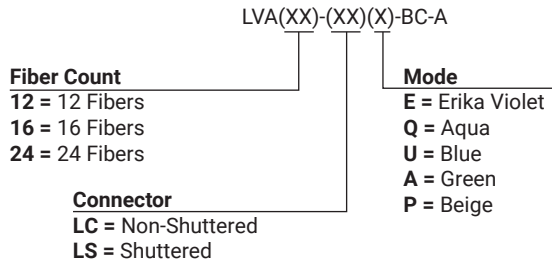 LVA(XX)-(XX)(X)-BC-A
Fiber Count
12 = 12 Fibers
16 = 16 Fibers
24 = 24 Fibers
Connector
LC = Non-Shuttered
LS = Shuttered
Mode
E = Erika Violet
Q = Aqua
U = Blue
A = Green
P = Beige